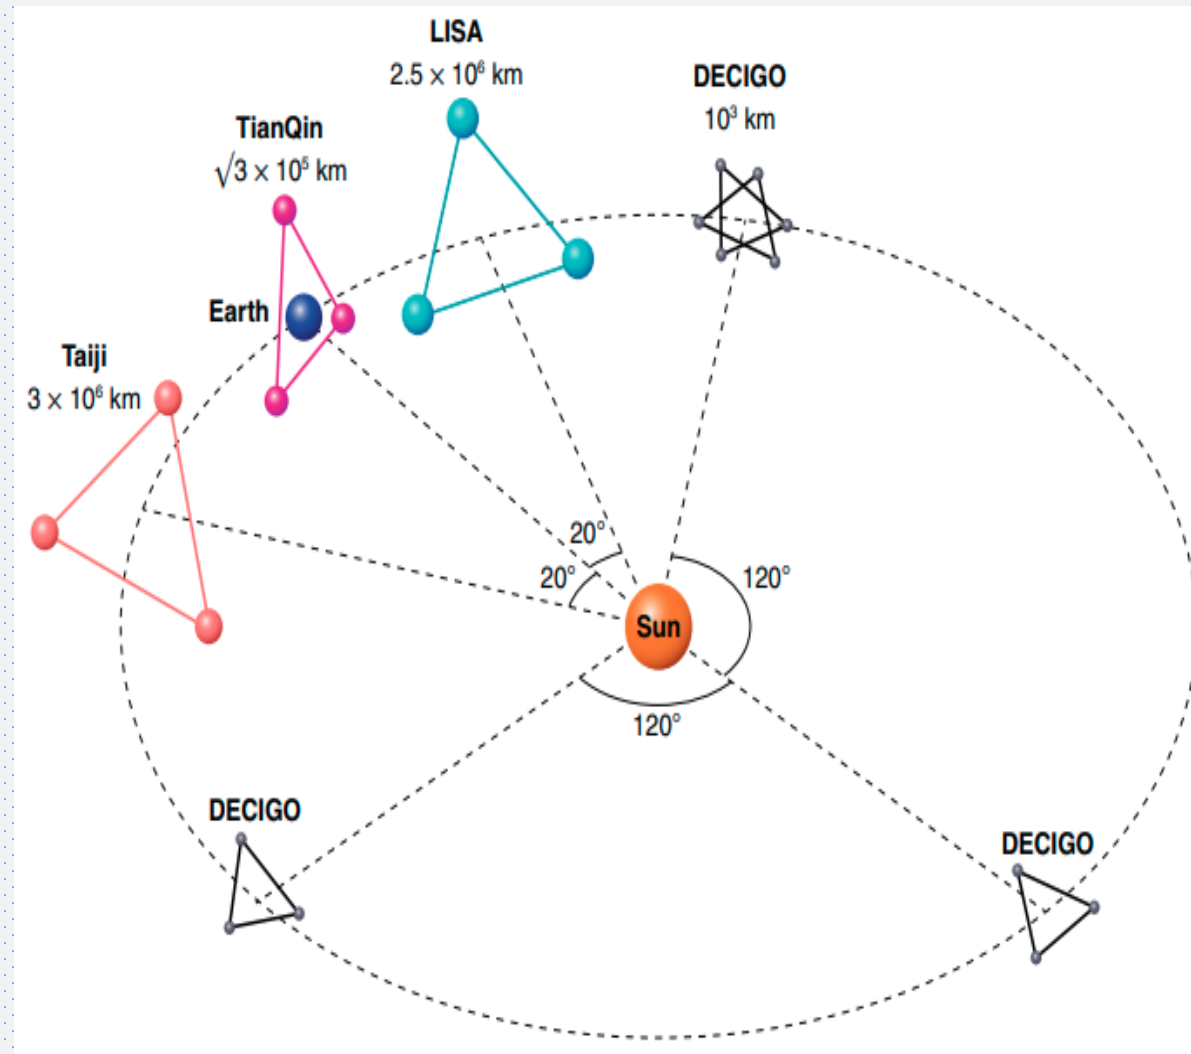 LISA
2.5 × 10⁶ km
DECIGO
10³ km
TianQin
√3 × 10⁵ km
Earth
Taiji
3 × 10⁶ km
20°
20°
120°
Sun
120°
DECIGO
DECIGO